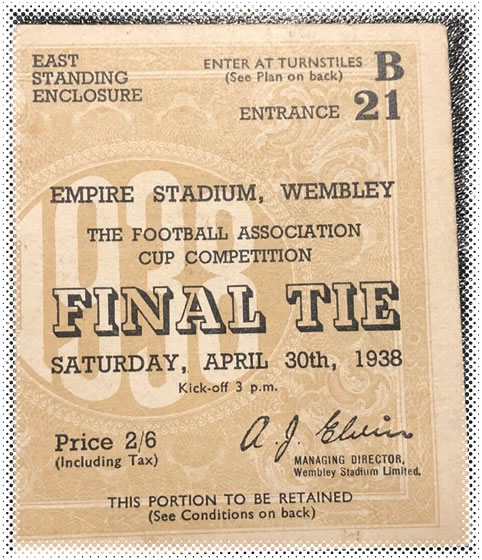 EAST
STANDING
ENCLOSURE
ENTER AT TURNSTILES B
(See Plan on back)
ENTRANCE 21
1938
EMPIRE STADIUM, WEMBLEY
THE FOOTBALL ASSOCIATION
CUP COMPETITION
FINAL TIE
SATURDAY, APRIL 30th, 1938
Kick-off 3 p.m.
Price 2/6
(Including Tax)
A. J. Elvin
MANAGING DIRECTOR,
Wembley Stadium Limited.
THIS PORTION TO BE RETAINED
(See Conditions on back)